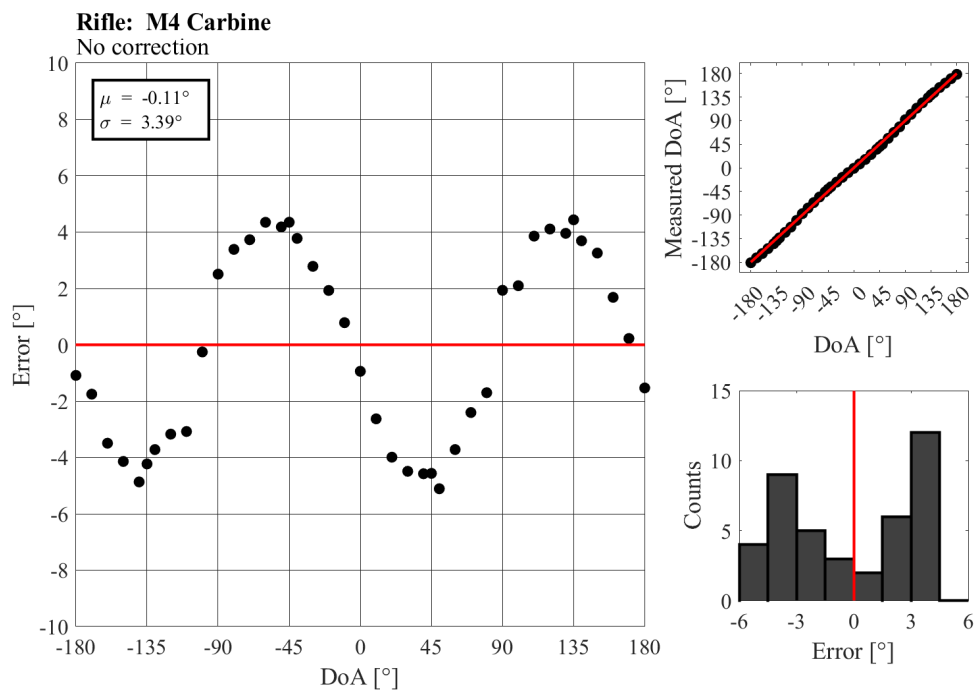 Rifle: M4 Carbine
No correction
10
8
6
4
2
0
-2
-4
-6
-8
-10
Error [°]
μ = -0.11°
σ = 3.39°
-180 -135 -90 -45 0 45 90 135 180
DoA [°]
180
135
90
45
0
-45
-90
-135
-180
Measured DoA [°]
-180 -135 -90 -45 0 45 90 135 180
DoA [°]
15
10
5
0
Counts
-6 -3 0 3 6
Error [°]